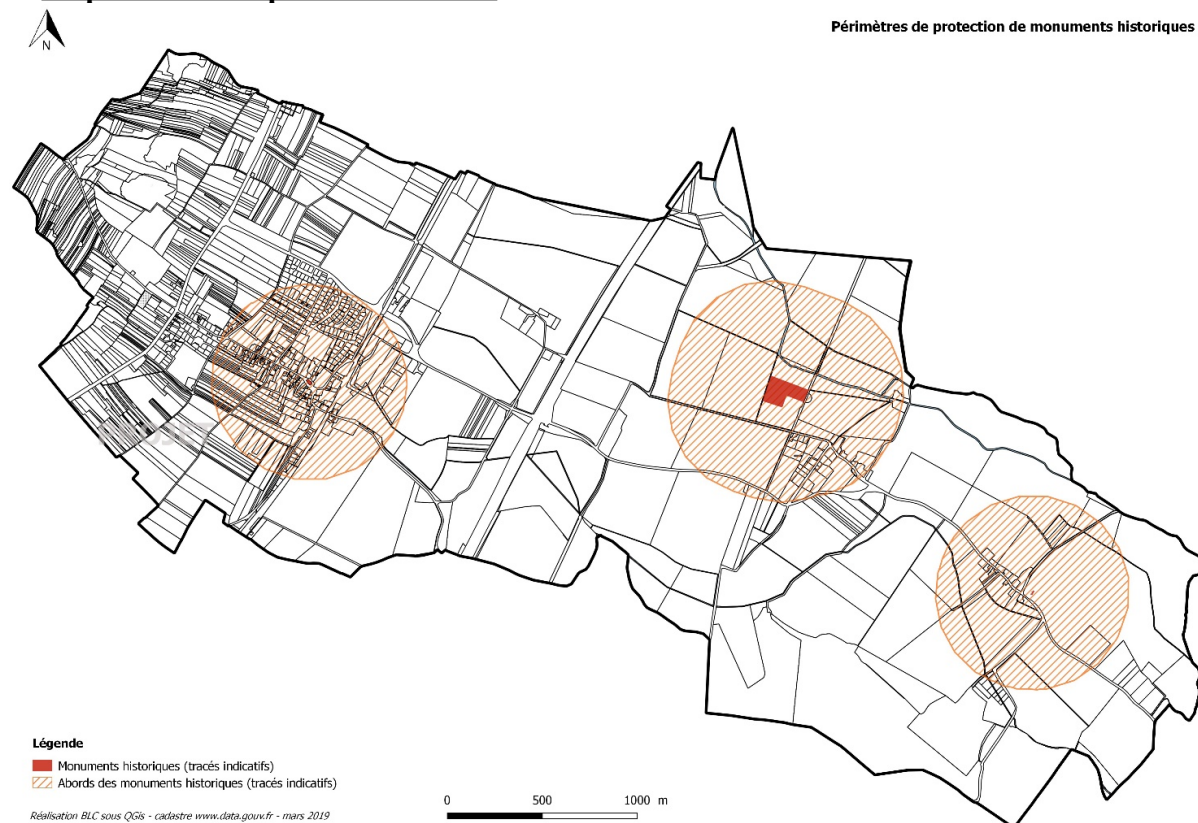 N
Périmètres de protection de monuments historiques
Légende
Monuments historiques (tracés indicatifs)
Abords des monuments historiques (tracés indicatifs)
Réalisation BLC sous QGis - cadastre www.data.gouv.fr - mars 2019
0 500 1000 m